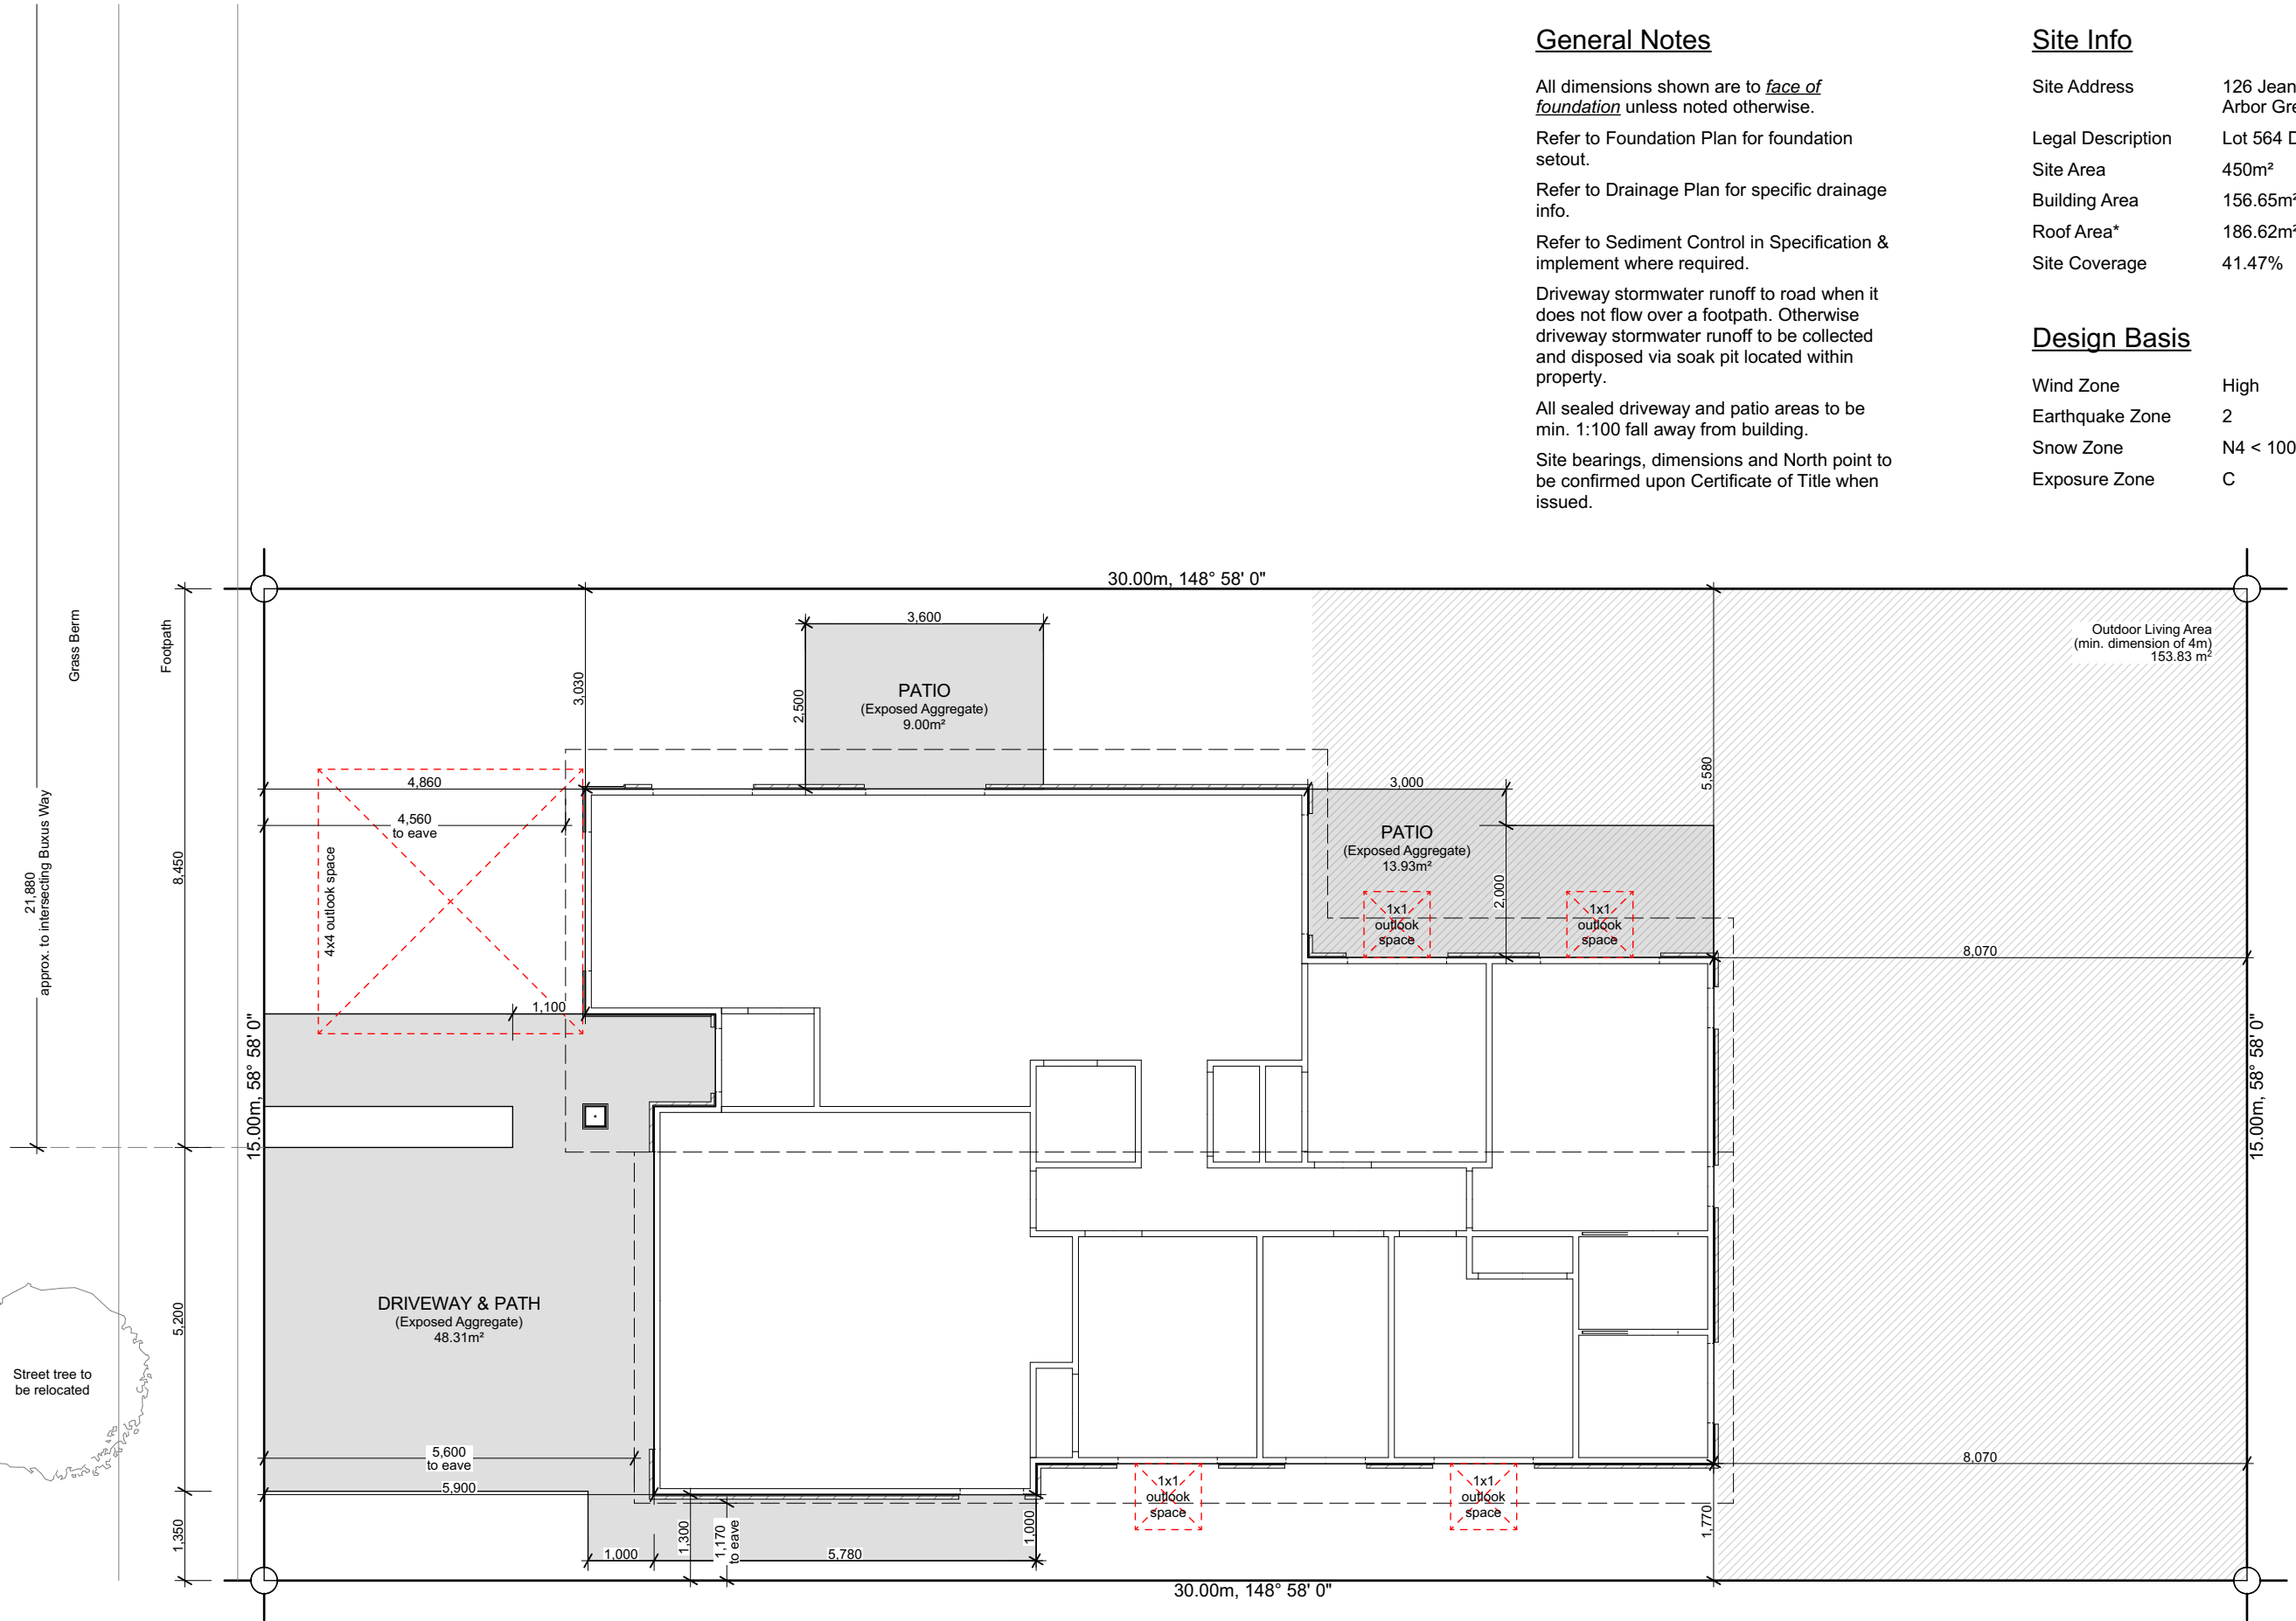 General Notes
All dimensions shown are to face of
foundation unless noted otherwise.
Refer to Foundation Plan for foundation
setout.
Refer to Drainage Plan for specific drainage
info.
Refer to Sediment Control in Specification &
implement where required.
Driveway stormwater runoff to road when it
does not flow over a footpath. Otherwise
driveway stormwater runoff to be collected
and disposed via soak pit located within
property.
All sealed driveway and patio areas to be
min. 1:100 fall away from building.
Site bearings, dimensions and North point to
be confirmed upon Certificate of Title when
issued.
Site Info
Site Address 126 Jean
Arbor Gre
Legal Description Lot 564 D
Site Area 450m²
Building Area 156.65m²
Roof Area* 186.62m²
Site Coverage 41.47%
Design Basis
Wind Zone High
Earthquake Zone 2
Snow Zone N4 < 100
Exposure Zone C
30.00m, 148° 58' 0"
Grass Berm
Footpath
21,880
approx. to intersecting Buxus Way
8,450
5,200
1,350
15.00m, 58° 58' 0"
3,030
3,600
2,500
PATIO
(Exposed Aggregate)
9.00m²
Outdoor Living Area
(min. dimension of 4m)
153.83 m²
4,860
4,560
to eave
4x4 outlook space
1,100
3,000
5,580
PATIO
(Exposed Aggregate)
13.93m²
2,000
1x1
outlook
space
1x1
outlook
space
8,070
15.00m, 58° 58' 0"
DRIVEWAY & PATH
(Exposed Aggregate)
48.31m²
Street tree to
be relocated
5,600
to eave
5,900
8,070
1x1
outlook
space
1x1
outlook
space
1,000
1,300
1,170
to eave
5,780
1,000
1,770
30.00m, 148° 58' 0"